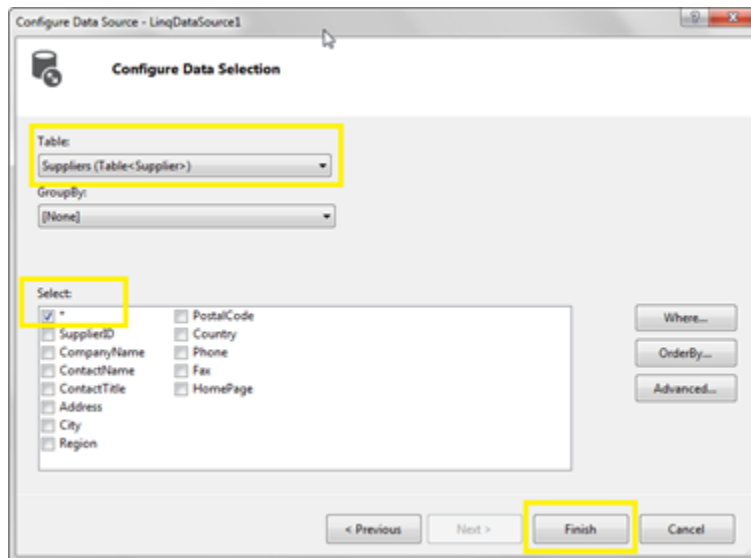 Configure Data Source - LinqDataSource1
Configure Data Selection
Table:
Suppliers (Table<Supplier>)
GroupBy:
[None]
Select:
*
SupplierID
CompanyName
ContactName
ContactTitle
Address
City
Region
PostalCode
Country
Phone
Fax
HomePage
Where...
OrderBy...
Advanced...
< Previous
Next >
Finish
Cancel